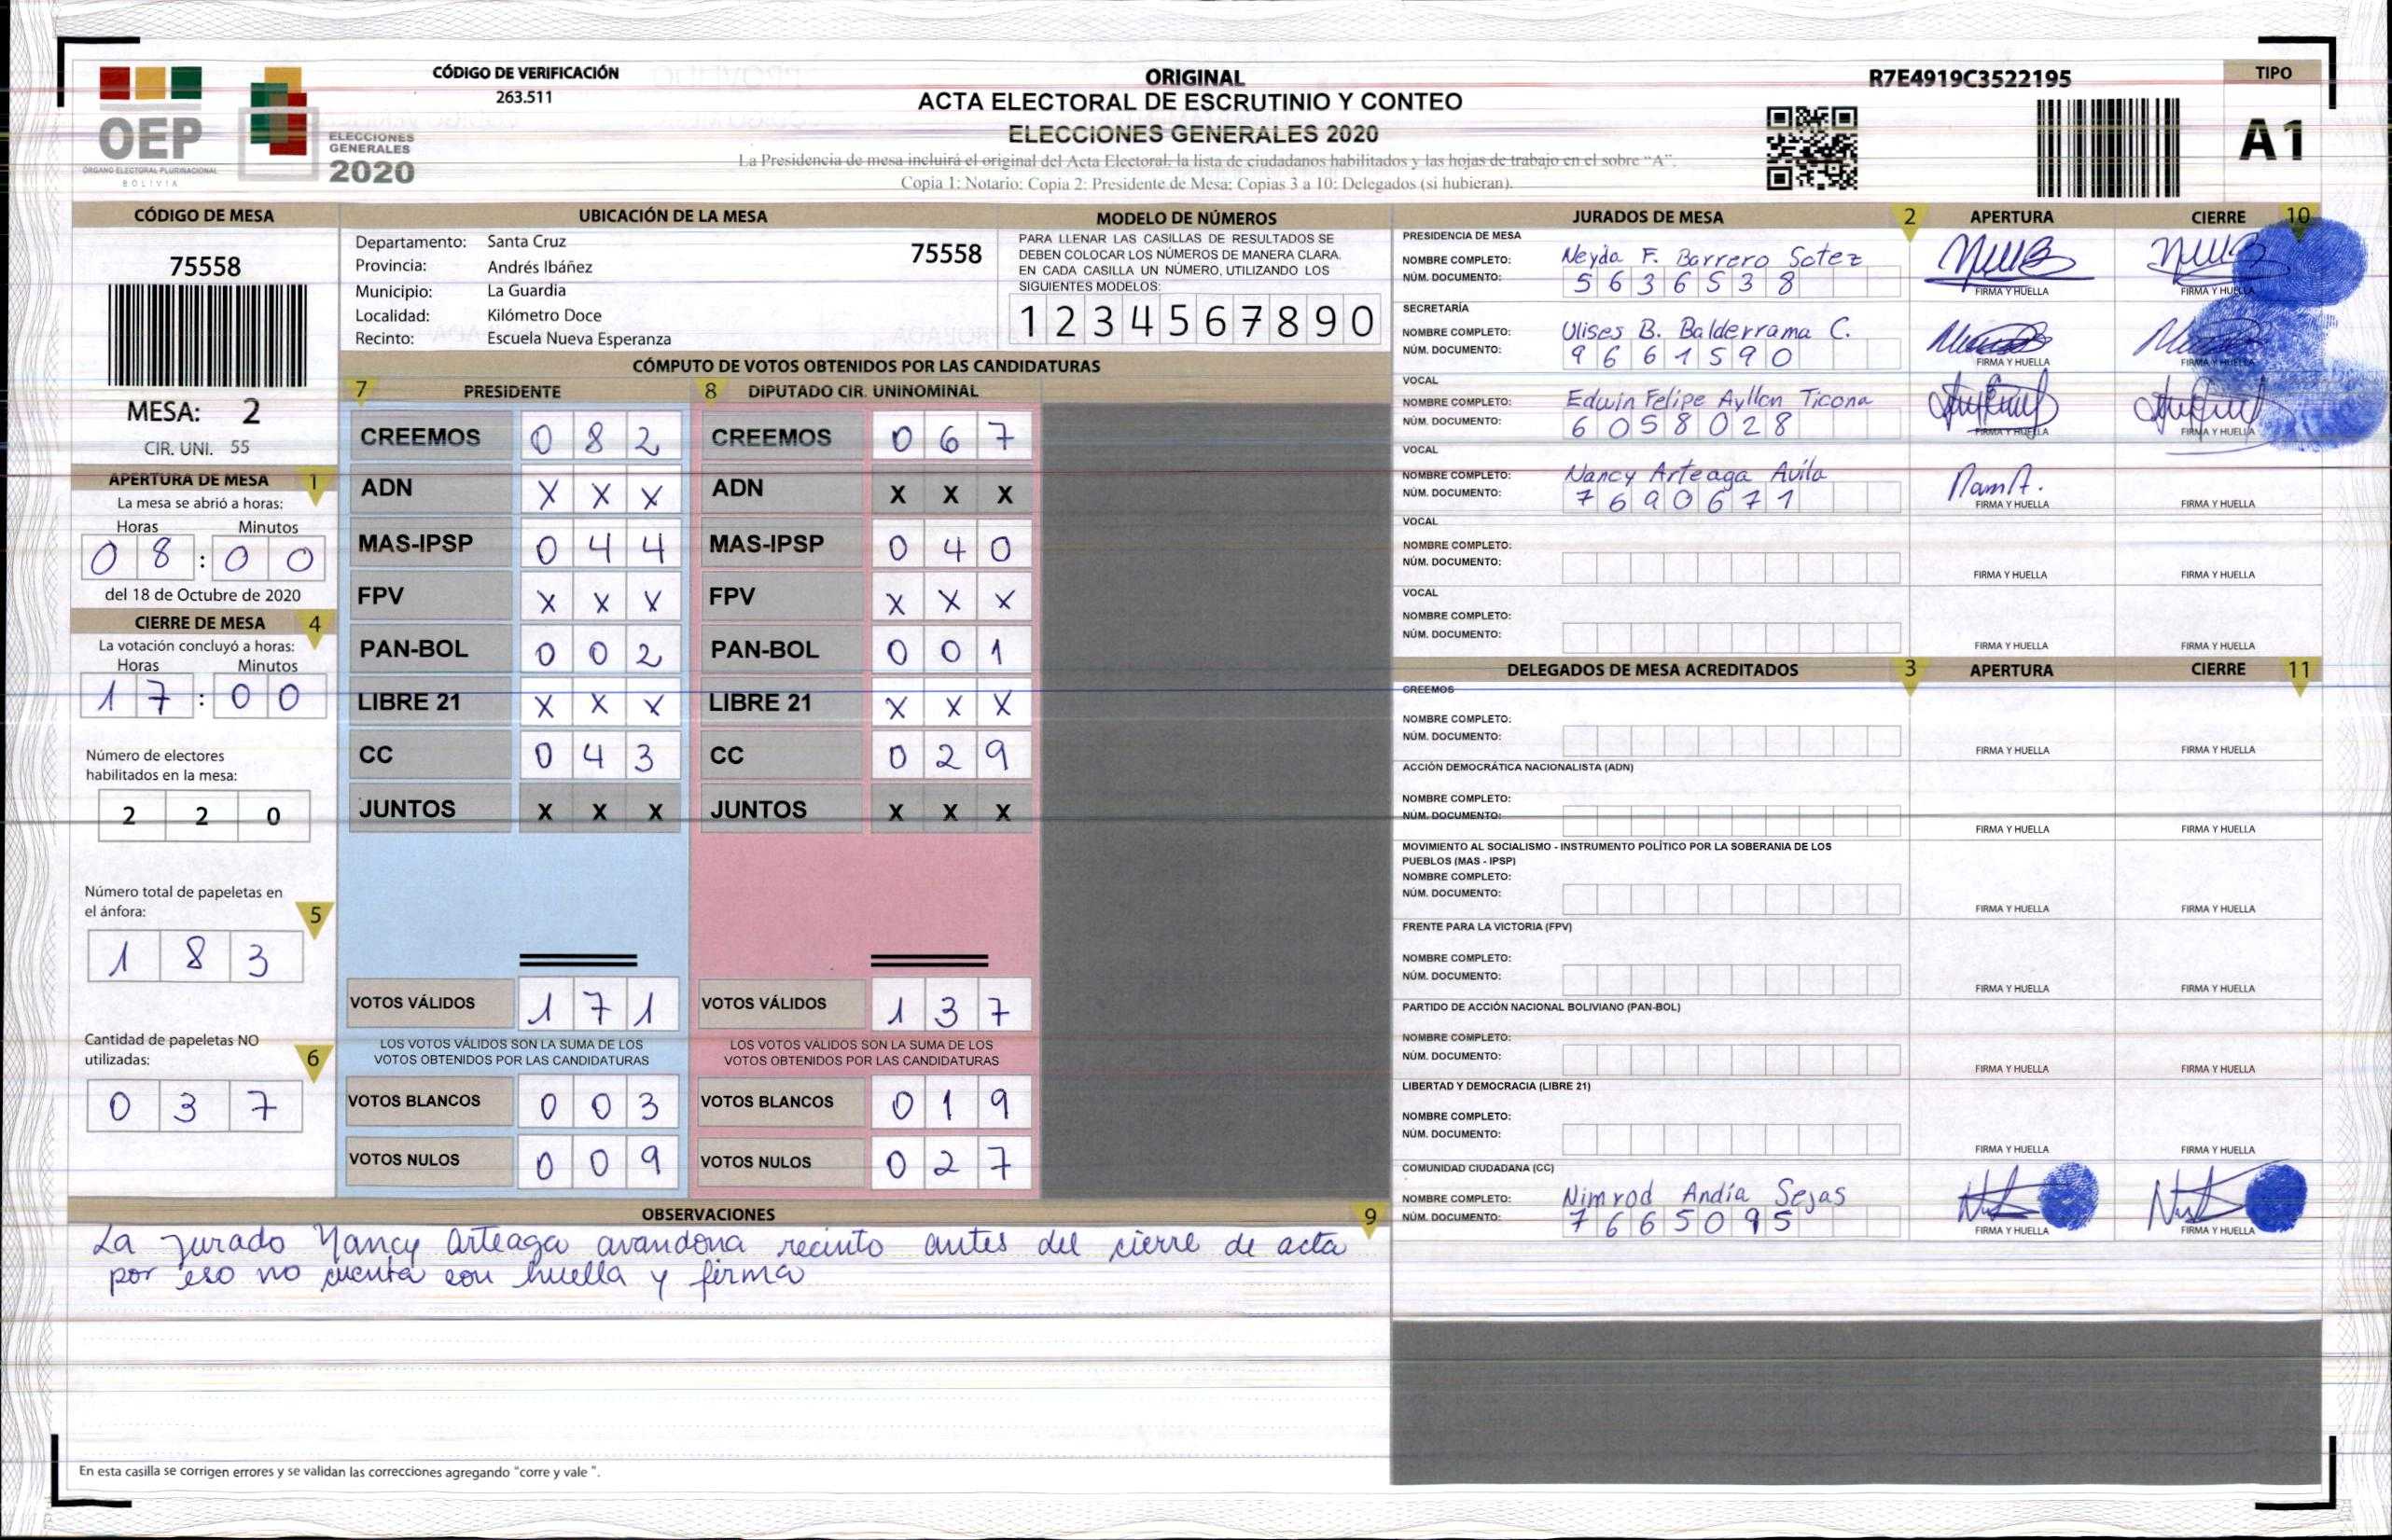 CÓDIGO DE VERIFICACIÓN
263.511
OEP
ÓRGANO ELECTORAL PLURINACIONAL
BOLIVIA
ELECCIONES
GENERALES
2020
ORIGINAL
ACTA ELECTORAL DE ESCRUTINIO Y CONTEO
ELECCIONES GENERALES 2020
La Presidencia de mesa incluirá el original del Acta Electoral, la lista de ciudadanos habilitados y las hojas de trabajo en el sobre "A".
Copia 1: Notario; Copia 2: Presidente de Mesa; Copias 3 a 10: Delegados (si hubieran).
R7E4919C3522195
TIPO
A1
CÓDIGO DE MESA
75558
MESA: 2
CIR. UNI. 55
APERTURA DE MESA 1
La mesa se abrió a horas:
Horas Minutos
0 8 : 0 0
del 18 de Octubre de 2020
CIERRE DE MESA 4
La votación concluyó a horas:
Horas Minutos
1 7 : 0 0
Número de electores
habilitados en la mesa:
2 2 0
Número total de papeletas en
el ánfora: 5
1 8 3
Cantidad de papeletas NO
utilizadas: 6
0 3 7
UBICACIÓN DE LA MESA
Departamento: Santa Cruz 75558
Provincia: Andrés Ibáñez
Municipio: La Guardia
Localidad: Kilómetro Doce
Recinto: Escuela Nueva Esperanza
MODELO DE NÚMEROS
PARA LLENAR LAS CASILLAS DE RESULTADOS SE
DEBEN COLOCAR LOS NÚMEROS DE MANERA CLARA.
EN CADA CASILLA UN NÚMERO, UTILIZANDO LOS
SIGUIENTES MODELOS:
1 2 3 4 5 6 7 8 9 0
CÓMPUTO DE VOTOS OBTENIDOS POR LAS CANDIDATURAS
7 PRESIDENTE 8 DIPUTADO CIR. UNINOMINAL
CREEMOS 0 8 2 CREEMOS 0 6 7
ADN X X X ADN X X X
MAS-IPSP 0 4 4 MAS-IPSP 0 4 0
FPV X X X FPV X X X
PAN-BOL 0 0 2 PAN-BOL 0 0 1
LIBRE 21 X X X LIBRE 21 X X X
CC 0 4 3 CC 0 2 9
JUNTOS X X X JUNTOS X X X
VOTOS VÁLIDOS 1 7 1 VOTOS VÁLIDOS 1 3 7
LOS VOTOS VÁLIDOS SON LA SUMA DE LOS LOS VOTOS VÁLIDOS SON LA SUMA DE LOS
VOTOS OBTENIDOS POR LAS CANDIDATURAS VOTOS OBTENIDOS POR LAS CANDIDATURAS
VOTOS BLANCOS 0 0 3 VOTOS BLANCOS 0 1 9
VOTOS NULOS 0 0 9 VOTOS NULOS 0 2 7
OBSERVACIONES 9
La jurado Nancy Arteaga avandona recinto antes del cierre de acta
por eso no cuenta con huella y firma
En esta casilla se corrigen errores y se validan las correcciones agregando "corre y vale ".
JURADOS DE MESA 2 APERTURA CIERRE 10
PRESIDENCIA DE MESA
NOMBRE COMPLETO: Neyda F. Barrero Sotez
NÚM. DOCUMENTO: 5 6 3 6 5 3 8
FIRMA Y HUELLA FIRMA Y HUELLA
SECRETARÍA
NOMBRE COMPLETO: Ulises B. Balderrama C.
NÚM. DOCUMENTO: 9 6 6 1 5 9 0
FIRMA Y HUELLA FIRMA Y HUELLA
VOCAL
NOMBRE COMPLETO: Edwin Felipe Ayllon Ticona
NÚM. DOCUMENTO: 6 0 5 8 0 2 8
FIRMA Y HUELLA FIRMA Y HUELLA
VOCAL
NOMBRE COMPLETO: Nancy Arteaga Avila
NÚM. DOCUMENTO: 7 6 9 0 6 7 1
FIRMA Y HUELLA FIRMA Y HUELLA
VOCAL
NOMBRE COMPLETO:
NÚM. DOCUMENTO:
FIRMA Y HUELLA FIRMA Y HUELLA
VOCAL
NOMBRE COMPLETO:
NÚM. DOCUMENTO:
FIRMA Y HUELLA FIRMA Y HUELLA
DELEGADOS DE MESA ACREDITADOS 3 APERTURA CIERRE 11
CREEMOS
NOMBRE COMPLETO:
NÚM. DOCUMENTO:
FIRMA Y HUELLA FIRMA Y HUELLA
ACCIÓN DEMOCRÁTICA NACIONALISTA (ADN)
NOMBRE COMPLETO:
NÚM. DOCUMENTO:
FIRMA Y HUELLA FIRMA Y HUELLA
MOVIMIENTO AL SOCIALISMO - INSTRUMENTO POLÍTICO POR LA SOBERANIA DE LOS
PUEBLOS (MAS - IPSP)
NOMBRE COMPLETO:
NÚM. DOCUMENTO:
FIRMA Y HUELLA FIRMA Y HUELLA
FRENTE PARA LA VICTORIA (FPV)
NOMBRE COMPLETO:
NÚM. DOCUMENTO:
FIRMA Y HUELLA FIRMA Y HUELLA
PARTIDO DE ACCIÓN NACIONAL BOLIVIANO (PAN-BOL)
NOMBRE COMPLETO:
NÚM. DOCUMENTO:
FIRMA Y HUELLA FIRMA Y HUELLA
LIBERTAD Y DEMOCRACIA (LIBRE 21)
NOMBRE COMPLETO:
NÚM. DOCUMENTO:
FIRMA Y HUELLA FIRMA Y HUELLA
COMUNIDAD CIUDADANA (CC)
NOMBRE COMPLETO: Nimrod Andía Sejas
NÚM. DOCUMENTO: 7 6 6 5 0 9 5
FIRMA Y HUELLA FIRMA Y HUELLA